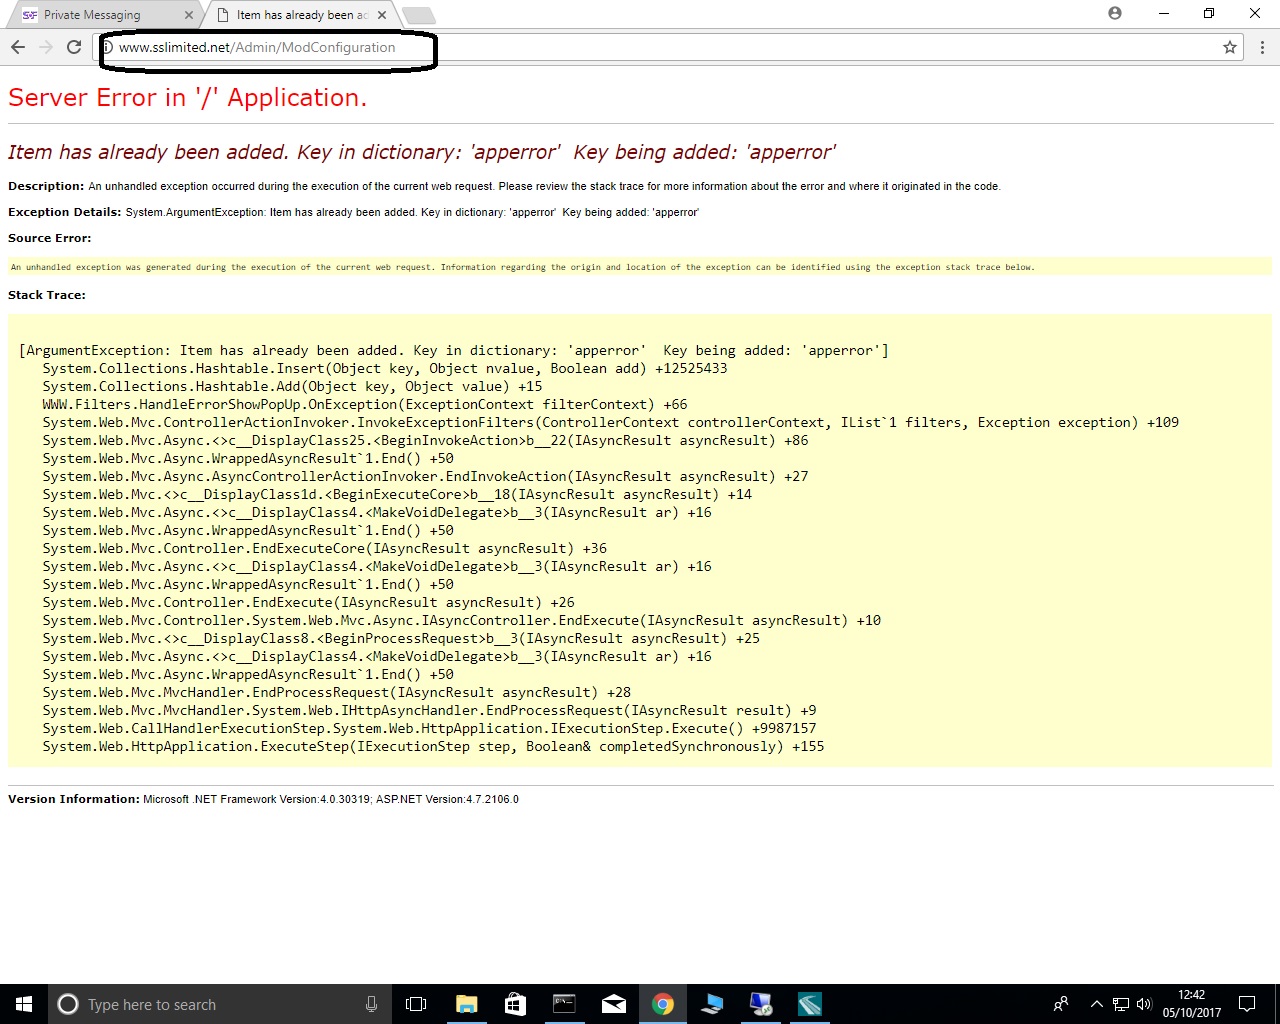 S&F Private Messaging
Item has already been ad
www.sslimited.net/Admin/ModConfiguration
Server Error in '/' Application.
Item has already been added. Key in dictionary: 'apperror'  Key being added: 'apperror'
Description: An unhandled exception occurred during the execution of the current web request. Please review the stack trace for more information about the error and where it originated in the code.
Exception Details: System.ArgumentException: Item has already been added. Key in dictionary: 'apperror'  Key being added: 'apperror'
Source Error:
An unhandled exception was generated during the execution of the current web request. Information regarding the origin and location of the exception can be identified using the exception stack trace below.
Stack Trace:
[ArgumentException: Item has already been added. Key in dictionary: 'apperror'  Key being added: 'apperror']
System.Collections.Hashtable.Insert(Object key, Object nvalue, Boolean add) +12525433
System.Collections.Hashtable.Add(Object key, Object value) +15
WWW.Filters.HandleErrorShowPopUp.OnException(ExceptionContext filterContext) +66
System.Web.Mvc.ControllerActionInvoker.InvokeExceptionFilters(ControllerContext controllerContext, IList`1 filters, Exception exception) +109
System.Web.Mvc.Async.<>c__DisplayClass25.<BeginInvokeAction>b__22(IAsyncResult asyncResult) +86
System.Web.Mvc.Async.WrappedAsyncResult`1.End() +50
System.Web.Mvc.Async.AsyncControllerActionInvoker.EndInvokeAction(IAsyncResult asyncResult) +27
System.Web.Mvc.<>c__DisplayClass1d.<BeginExecuteCore>b__18(IAsyncResult asyncResult) +14
System.Web.Mvc.Async.<>c__DisplayClass4.<MakeVoidDelegate>b__3(IAsyncResult ar) +16
System.Web.Mvc.Async.WrappedAsyncResult`1.End() +50
System.Web.Mvc.Controller.EndExecuteCore(IAsyncResult asyncResult) +36
System.Web.Mvc.Async.<>c__DisplayClass4.<MakeVoidDelegate>b__3(IAsyncResult ar) +16
System.Web.Mvc.Async.WrappedAsyncResult`1.End() +50
System.Web.Mvc.Controller.EndExecute(IAsyncResult asyncResult) +26
System.Web.Mvc.Controller.System.Web.Mvc.Async.IAsyncController.EndExecute(IAsyncResult asyncResult) +10
System.Web.Mvc.<>c__DisplayClass8.<BeginProcessRequest>b__3(IAsyncResult asyncResult) +25
System.Web.Mvc.Async.<>c__DisplayClass4.<MakeVoidDelegate>b__3(IAsyncResult ar) +16
System.Web.Mvc.Async.WrappedAsyncResult`1.End() +50
System.Web.Mvc.MvcHandler.EndProcessRequest(IAsyncResult asyncResult) +28
System.Web.Mvc.MvcHandler.System.Web.IHttpAsyncHandler.EndProcessRequest(IAsyncResult result) +9
System.Web.CallHandlerExecutionStep.System.Web.HttpApplication.IExecutionStep.Execute() +9987157
System.Web.HttpApplication.ExecuteStep(IExecutionStep step, Boolean& completedSynchronously) +155
Version Information: Microsoft .NET Framework Version:4.0.30319; ASP.NET Version:4.7.2106.0
Type here to search
12:42
05/10/2017